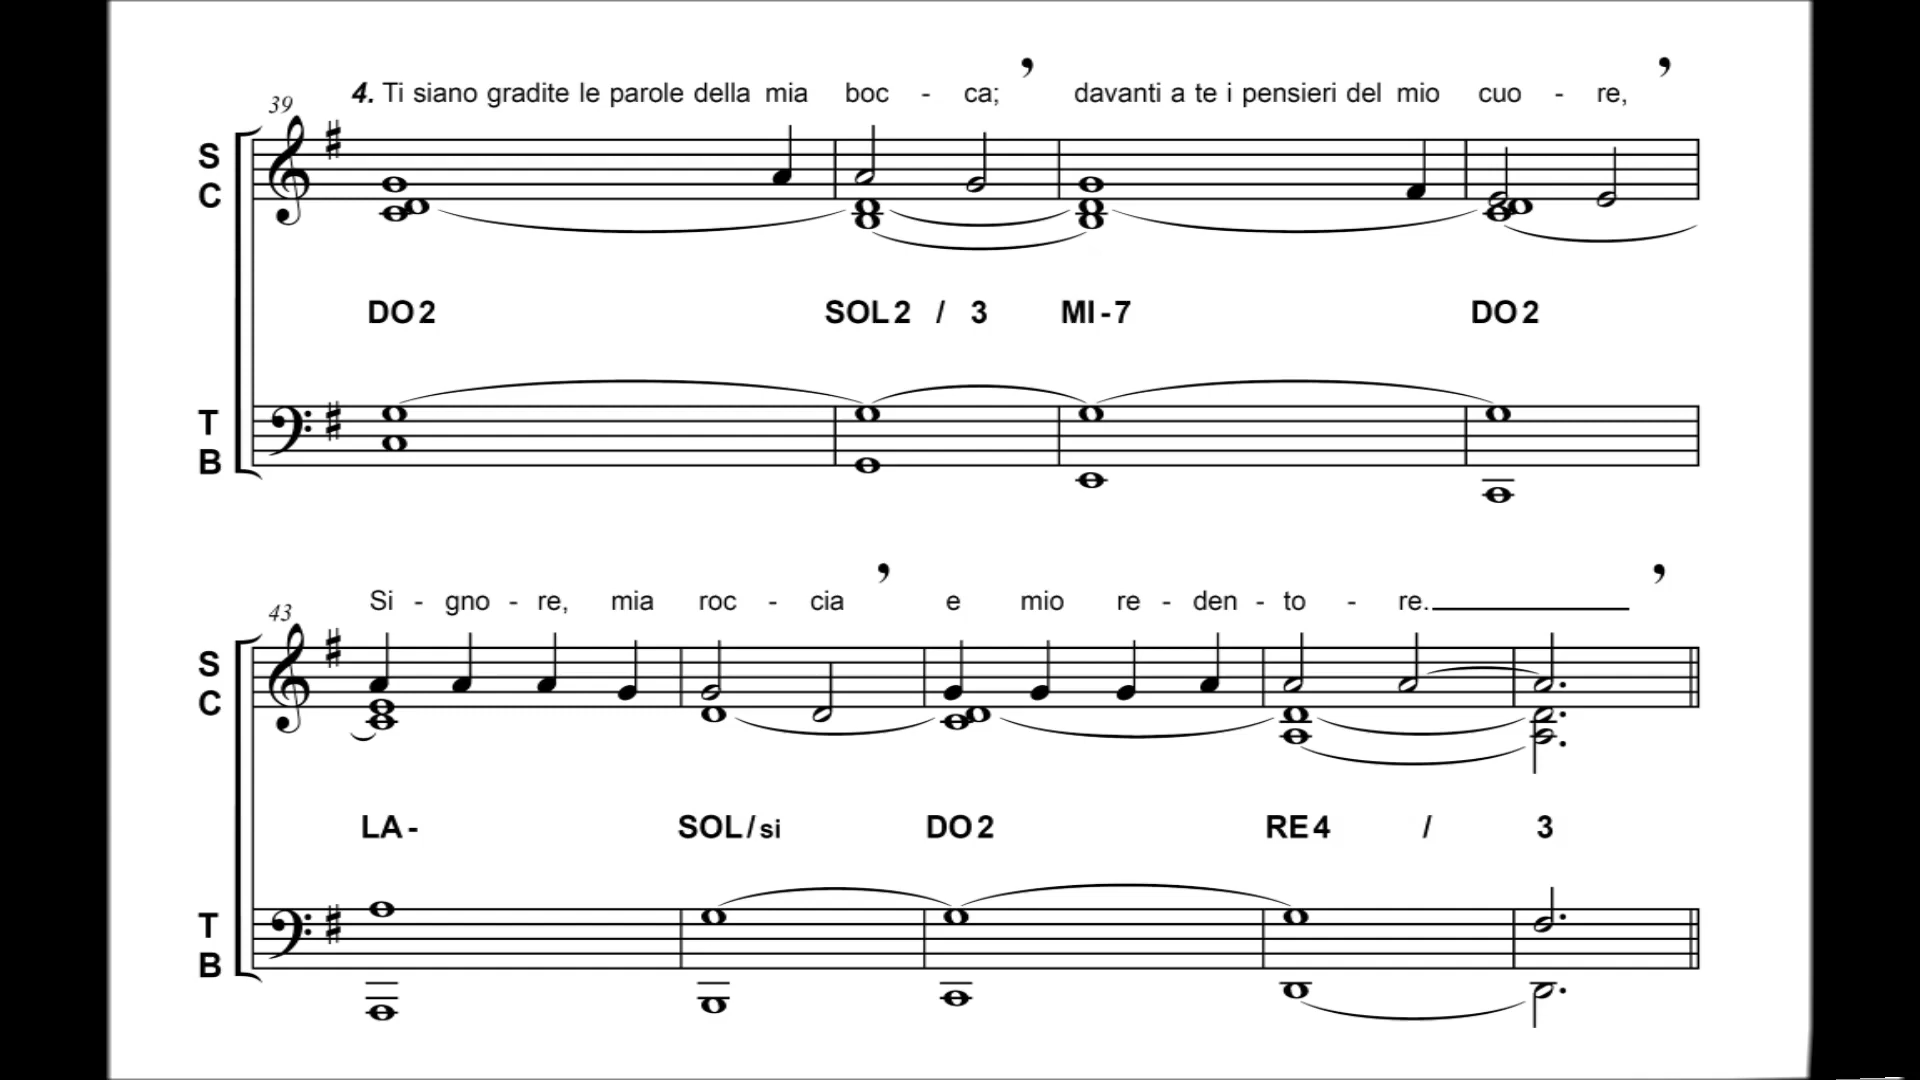 4. Ti siano gradite le parole della mia boc - ca; davanti a te i pensieri del mio cuo - re,
39
S
C
DO2 SOL2 / 3 MI-7 DO2
T
B
Si - gno - re, mia roc - cia e mio re - den - to - re.
43
S
C
LA- SOL/si DO2 RE4 / 3
T
B